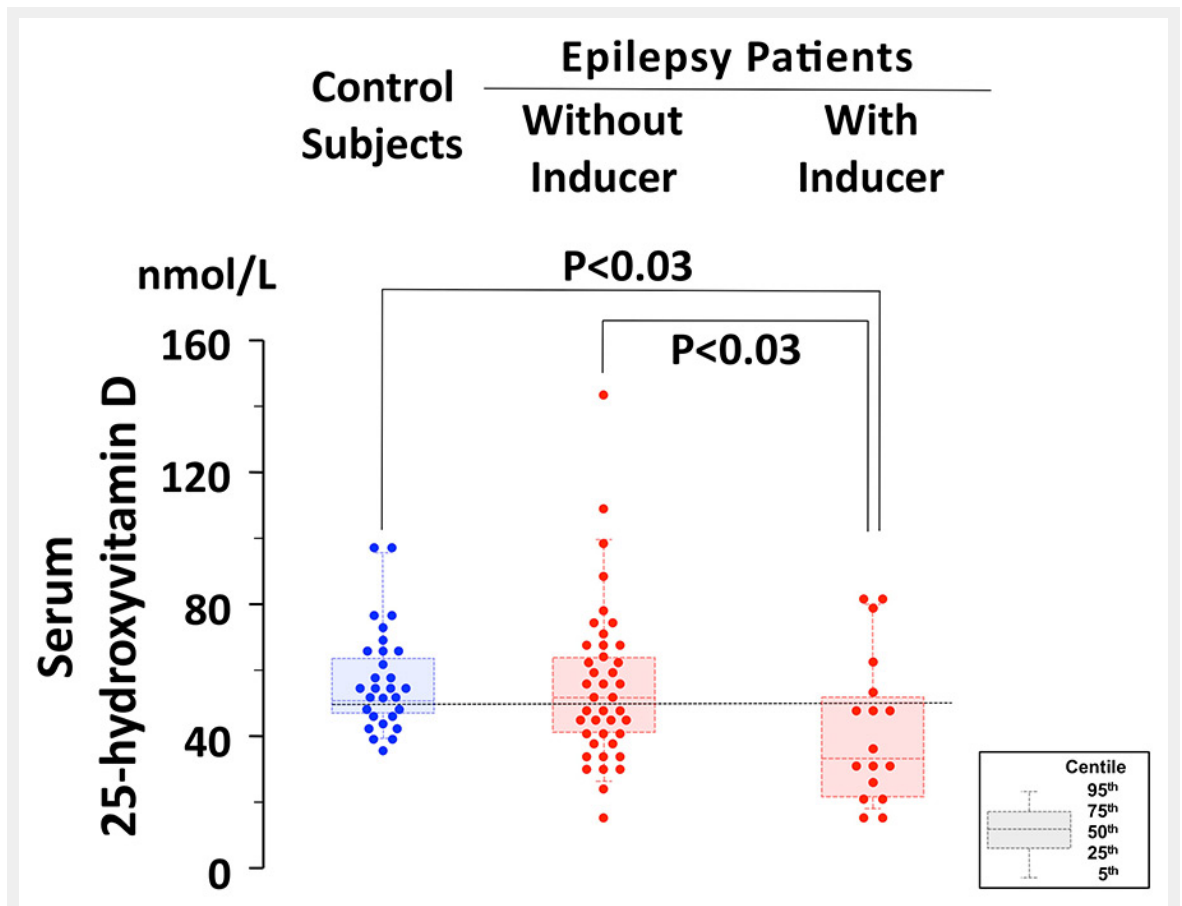 Epilepsy Patients
Control
Subjects
Without
Inducer
With
Inducer
nmol/L
P<0.03
P<0.03
160
120
80
40
0
Serum
25-hydroxyvitamin D
Centile
95th
75th
50th
25th
5th